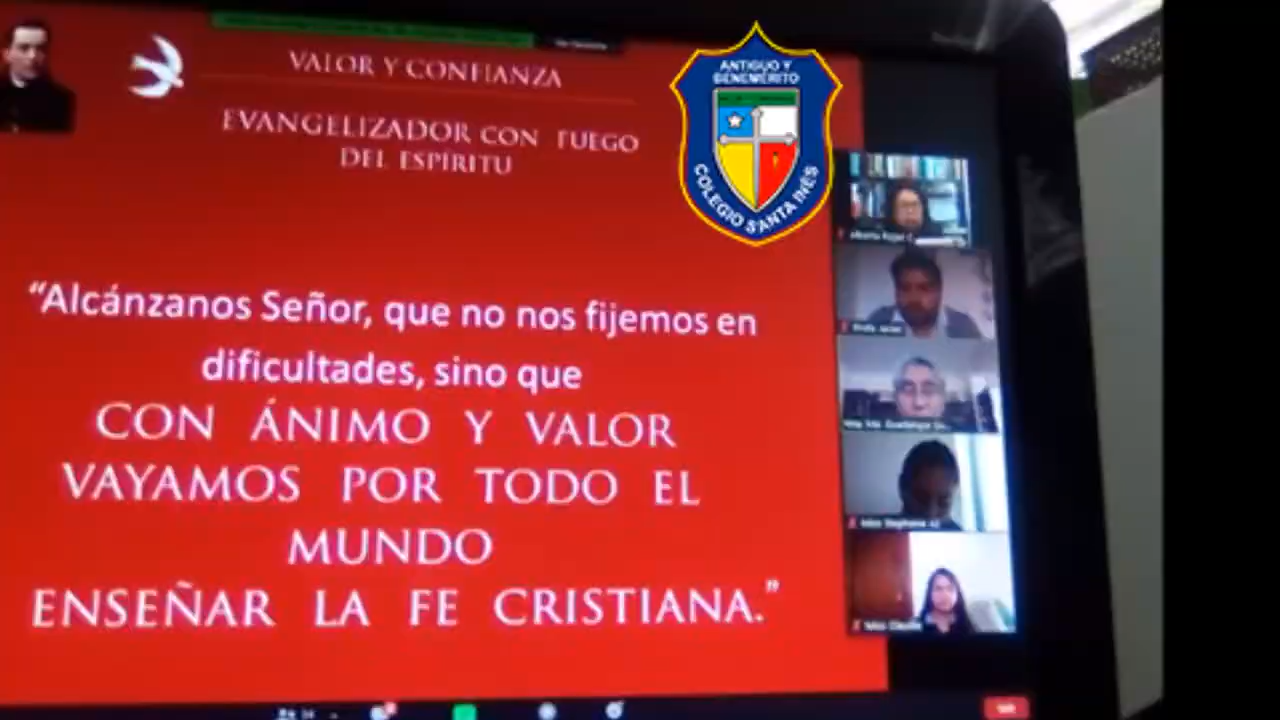 VALOR Y CONFIANZA
EVANGELIZADOR CON FUEGO
DEL ESPÍRITU
“Alcánzanos Señor, que no nos fijemos en
dificultades, sino que
CON ÁNIMO Y VALOR
VAYAMOS POR TODO EL
MUNDO
ENSEÑAR LA FE CRISTIANA.”
ANTIGUO Y
BENEMÉRITO
COLEGIO SANTA INÉS